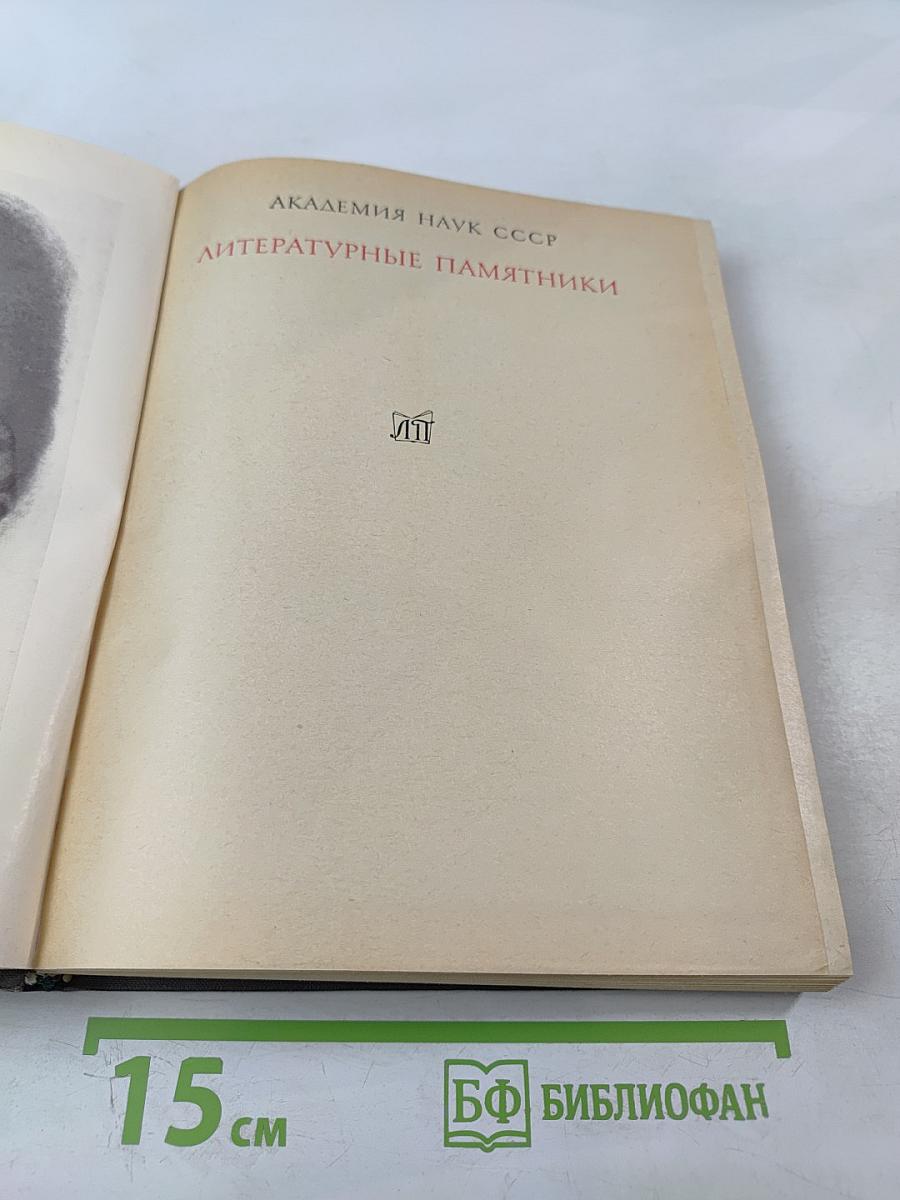 АКАДЕМИЯ НАУК СССР
ЛИТЕРАТУРНЫЕ ПАМЯТНИКИ
ЛП
15 см
БФ БИБЛИОФАН